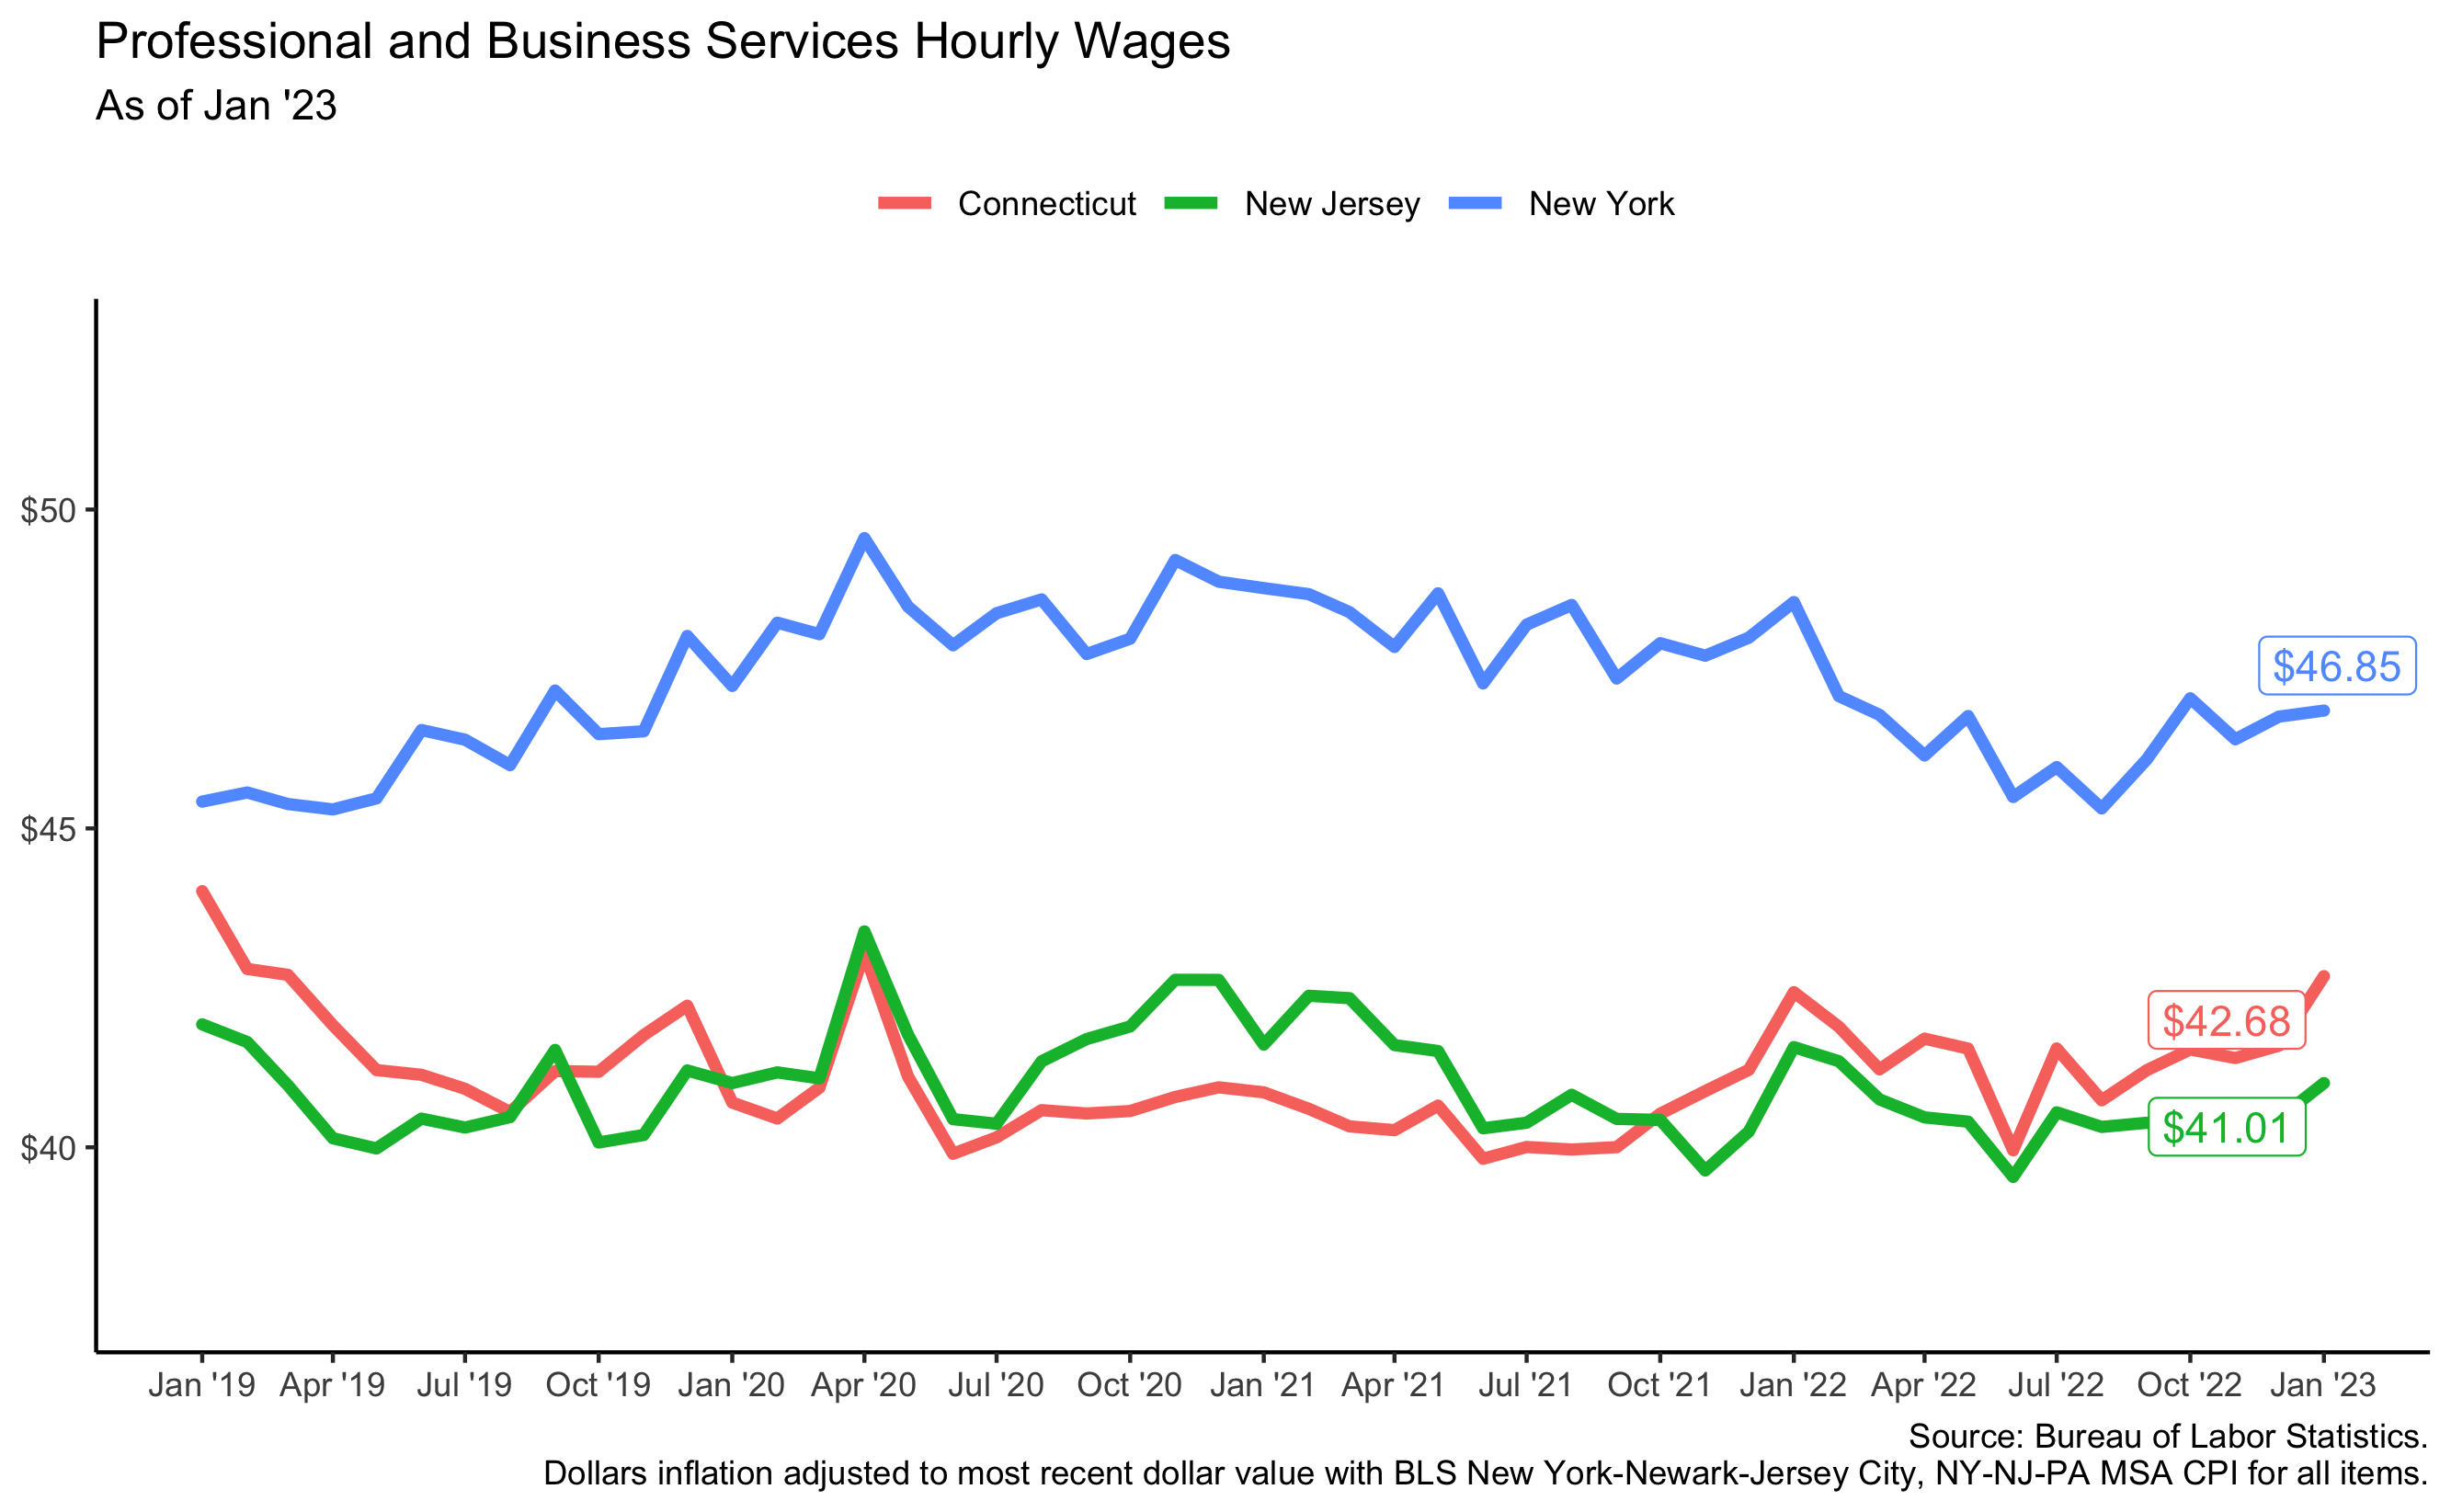 Professional and Business Services Hourly Wages
As of Jan '23
Connecticut New Jersey New York
$50
$46.85
$45
$42.68
$41.01
$40
Jan '19 Apr '19 Jul '19 Oct '19 Jan '20 Apr '20 Jul '20 Oct '20 Jan '21 Apr '21 Jul '21 Oct '21 Jan '22 Apr '22 Jul '22 Oct '22 Jan '23
Source: Bureau of Labor Statistics.
Dollars inflation adjusted to most recent dollar value with BLS New York-Newark-Jersey City, NY-NJ-PA MSA CPI for all items.